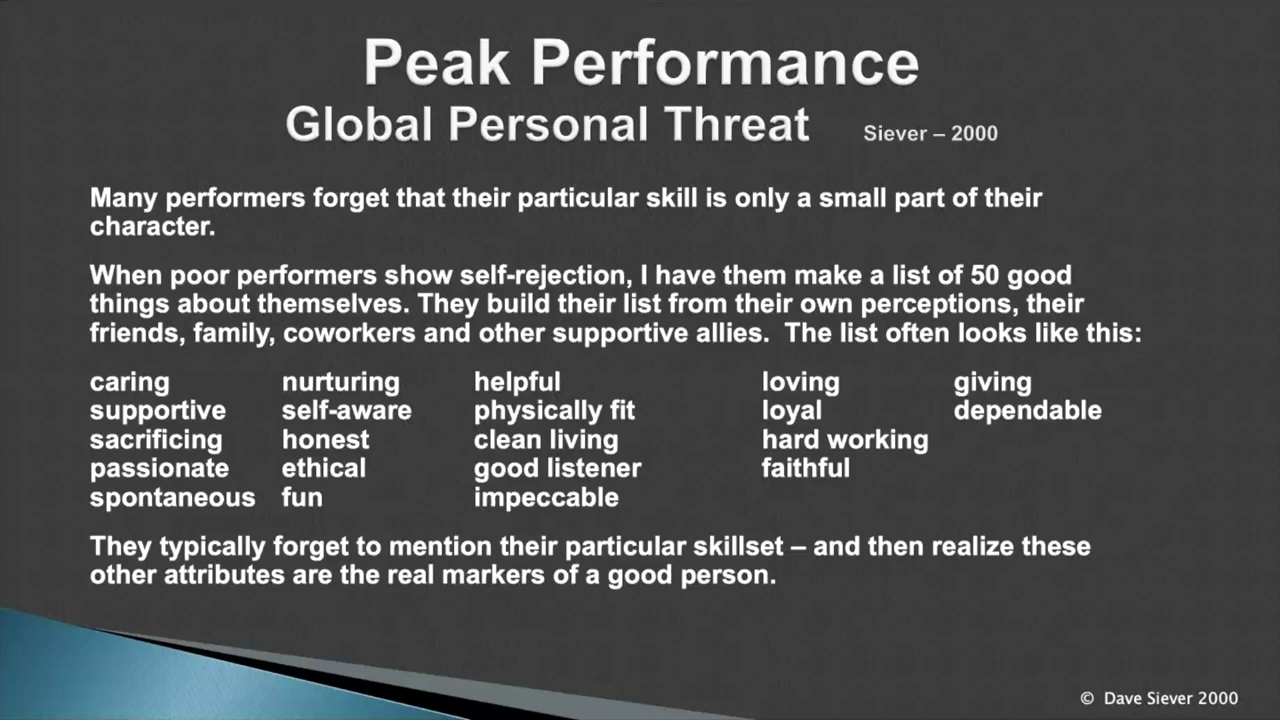 Peak Performance
Global Personal Threat Siever – 2000
Many performers forget that their particular skill is only a small part of their
character.
When poor performers show self-rejection, I have them make a list of 50 good
things about themselves. They build their list from their own perceptions, their
friends, family, coworkers and other supportive allies. The list often looks like this:
caring nurturing helpful loving giving
supportive self-aware physically fit loyal dependable
sacrificing honest clean living hard working
passionate ethical good listener faithful
spontaneous fun impeccable
They typically forget to mention their particular skillset – and then realize these
other attributes are the real markers of a good person.
© Dave Siever 2000